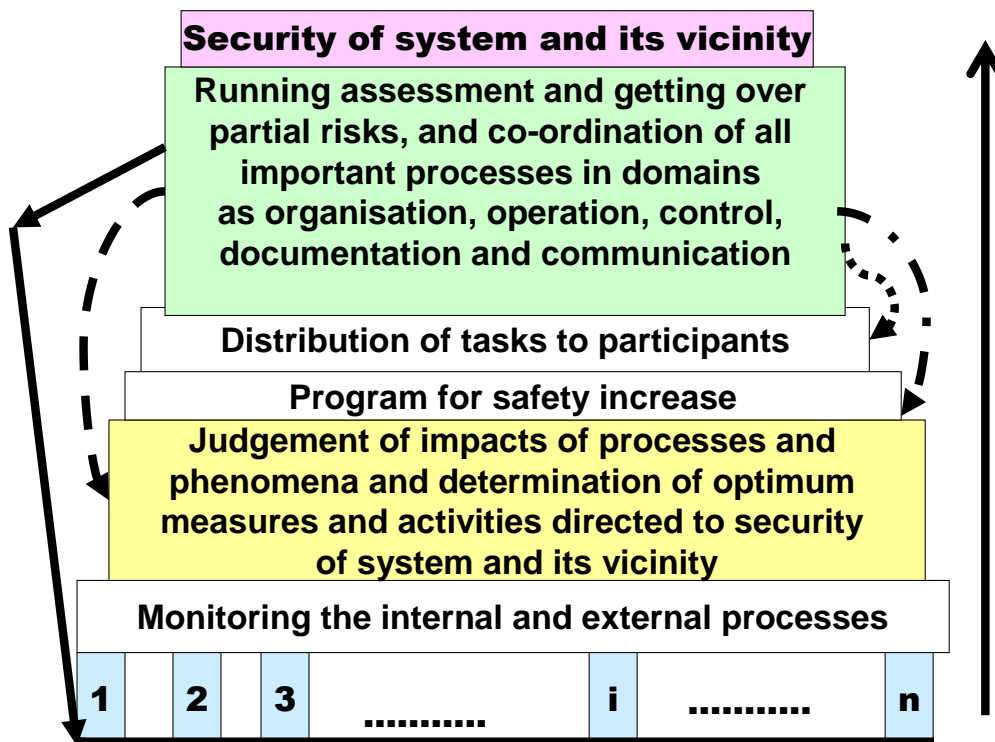 Security of system and its vicinity
Running assessment and getting over
partial risks, and co-ordination of all
important processes in domains
as organisation, operation, control,
documentation and communication
Distribution of tasks to participants
Program for safety increase
Judgement of impacts of processes and
phenomena and determination of optimum
measures and activities directed to security
of system and its vicinity
Monitoring the internal and external processes
1 2 3 ........... i ........... n